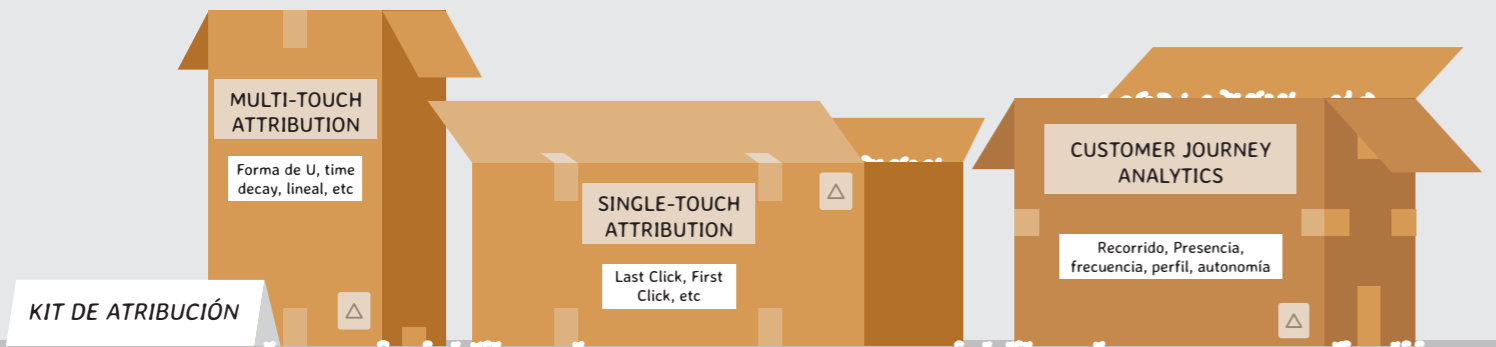 MULTI-TOUCH
ATTRIBUTION
Forma de U, time
decay, lineal, etc
SINGLE-TOUCH
ATTRIBUTION
Last Click, First
Click, etc
CUSTOMER JOURNEY
ANALYTICS
Recorrido, Presencia,
frecuencia, perfil, autonomía
KIT DE ATRIBUCIÓN